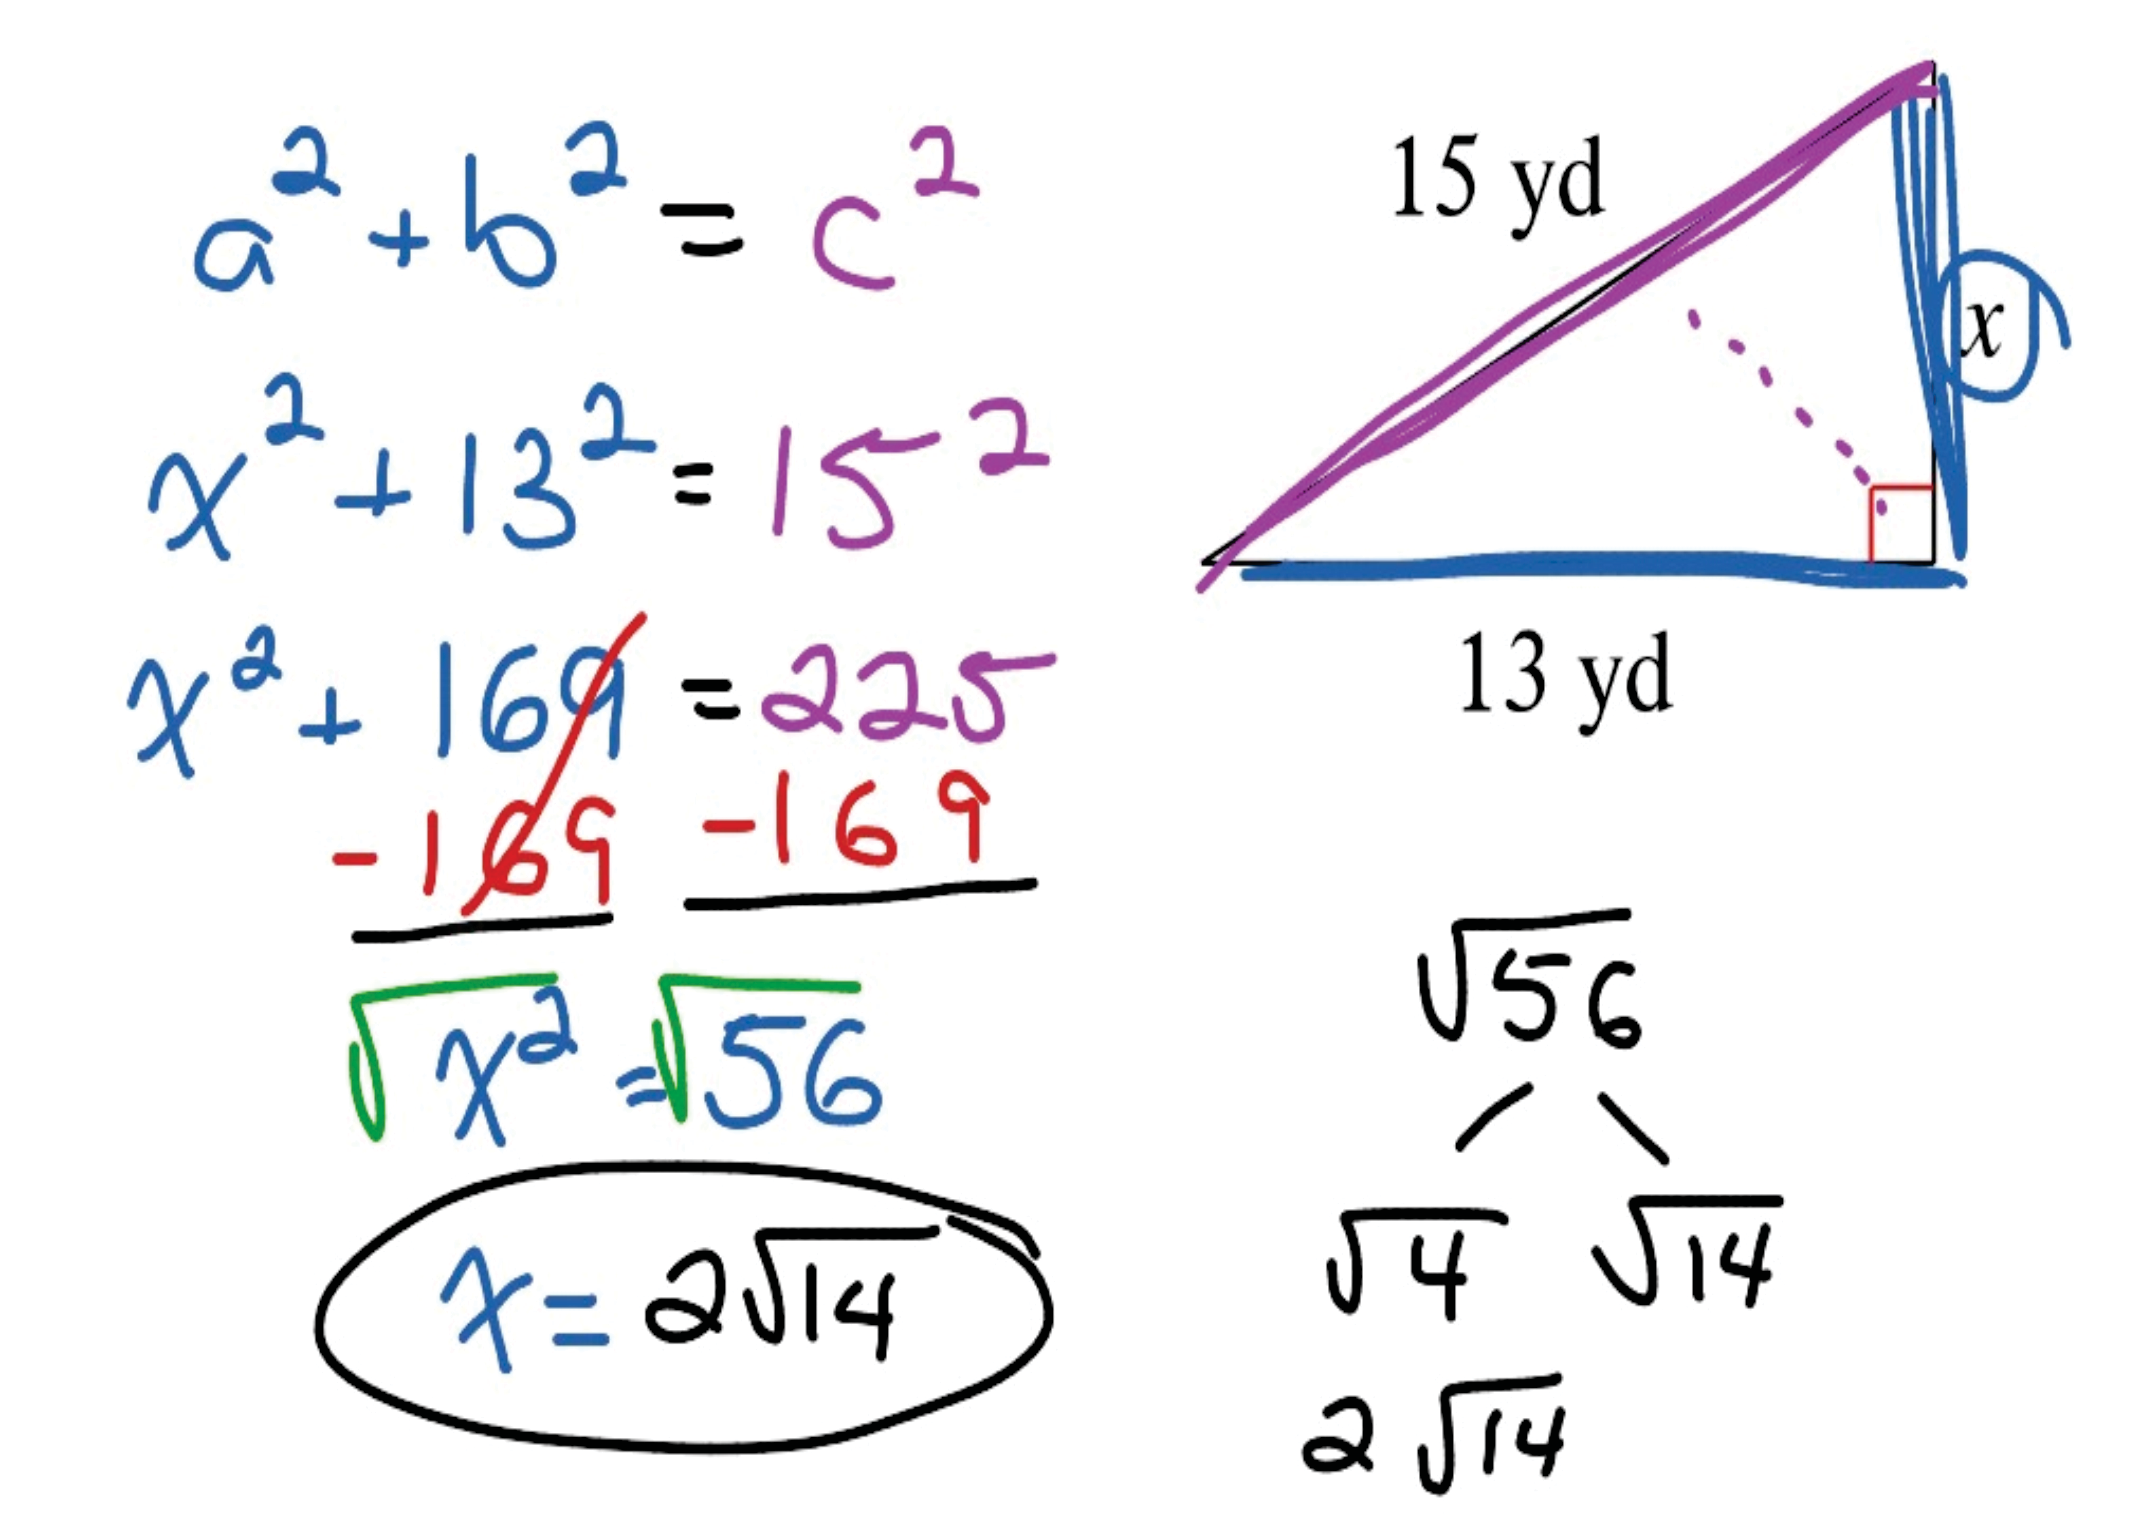 a² + b² = c²
x² + 13² = 15²
x² + 169 = 225
-169 -169
√x² = √56
x = 2√14
15 yd
x
13 yd
√56
√4 √14
2√14